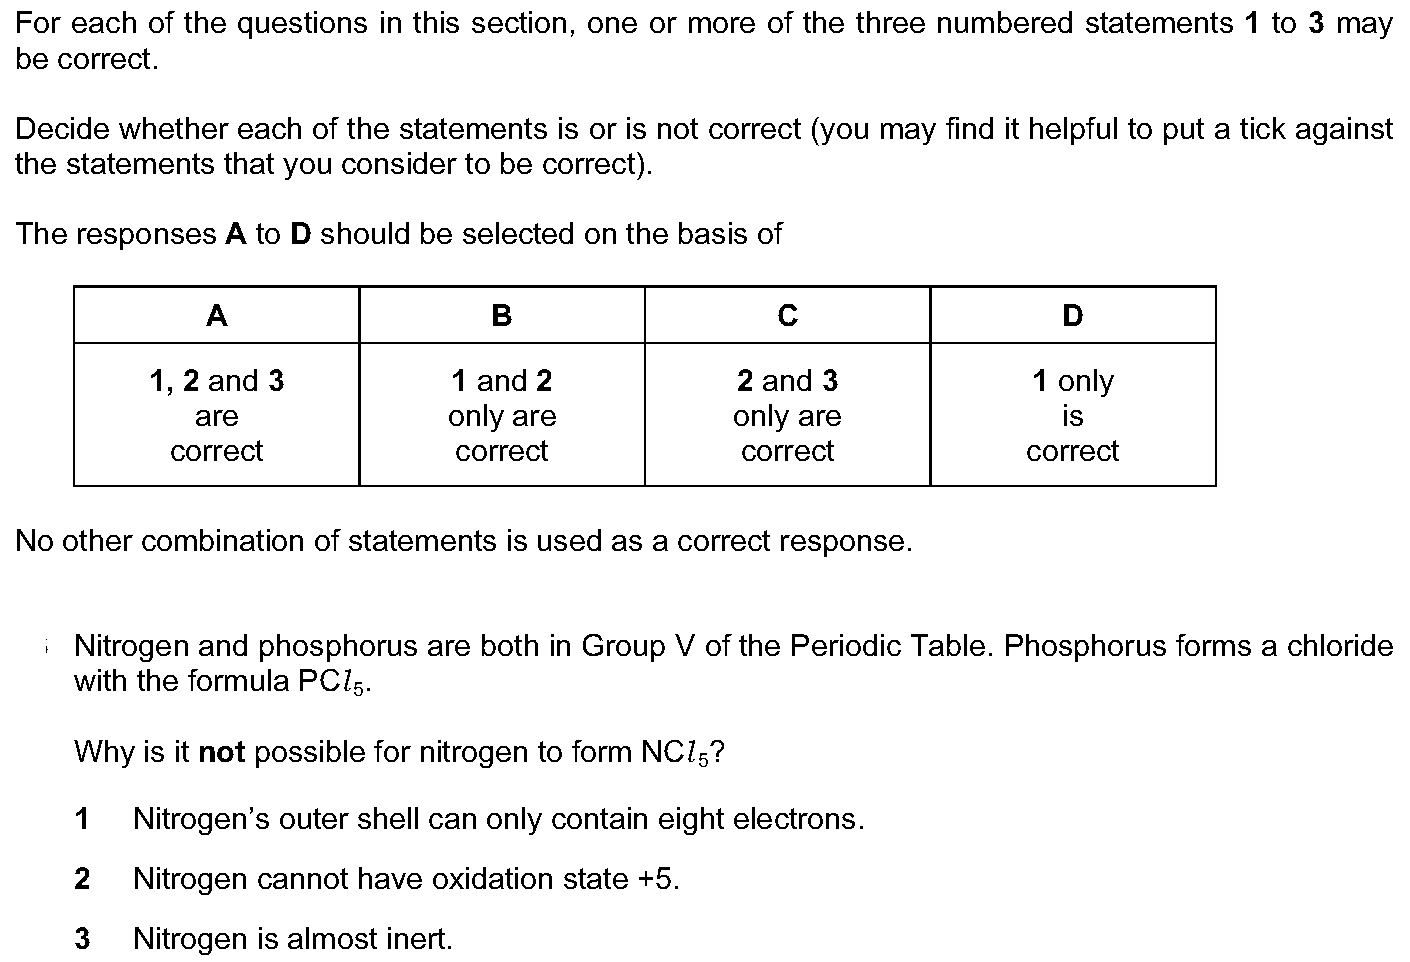 For each of the questions in this section, one or more of the three numbered statements 1 to 3 may
be correct.
Decide whether each of the statements is or is not correct (you may find it helpful to put a tick against
the statements that you consider to be correct).
The responses A to D should be selected on the basis of
A B C D
1, 2 and 3 1 and 2 2 and 3 1 only
are only are only are is
correct correct correct correct
No other combination of statements is used as a correct response.
Nitrogen and phosphorus are both in Group V of the Periodic Table. Phosphorus forms a chloride
with the formula PCl₅.
Why is it not possible for nitrogen to form NCl₅?
1 Nitrogen’s outer shell can only contain eight electrons.
2 Nitrogen cannot have oxidation state +5.
3 Nitrogen is almost inert.